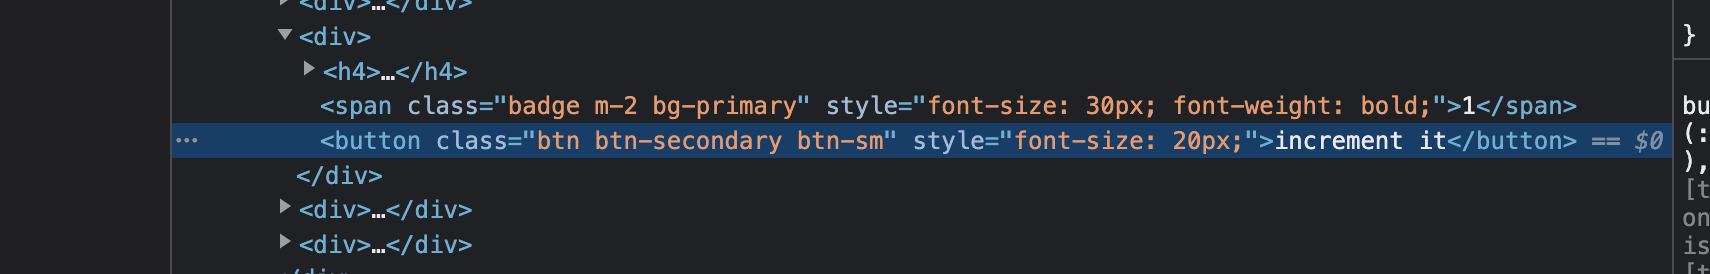 <div>…</div>
<div>
<h4>…</h4>
<span class="badge m-2 bg-primary" style="font-size: 30px; font-weight: bold;">1</span>
<button class="btn btn-secondary btn-sm" style="font-size: 20px;">increment it</button> == $0
</div>
<div>…</div>
<div>…</div>
}
bu
(:
),
[t
on
is